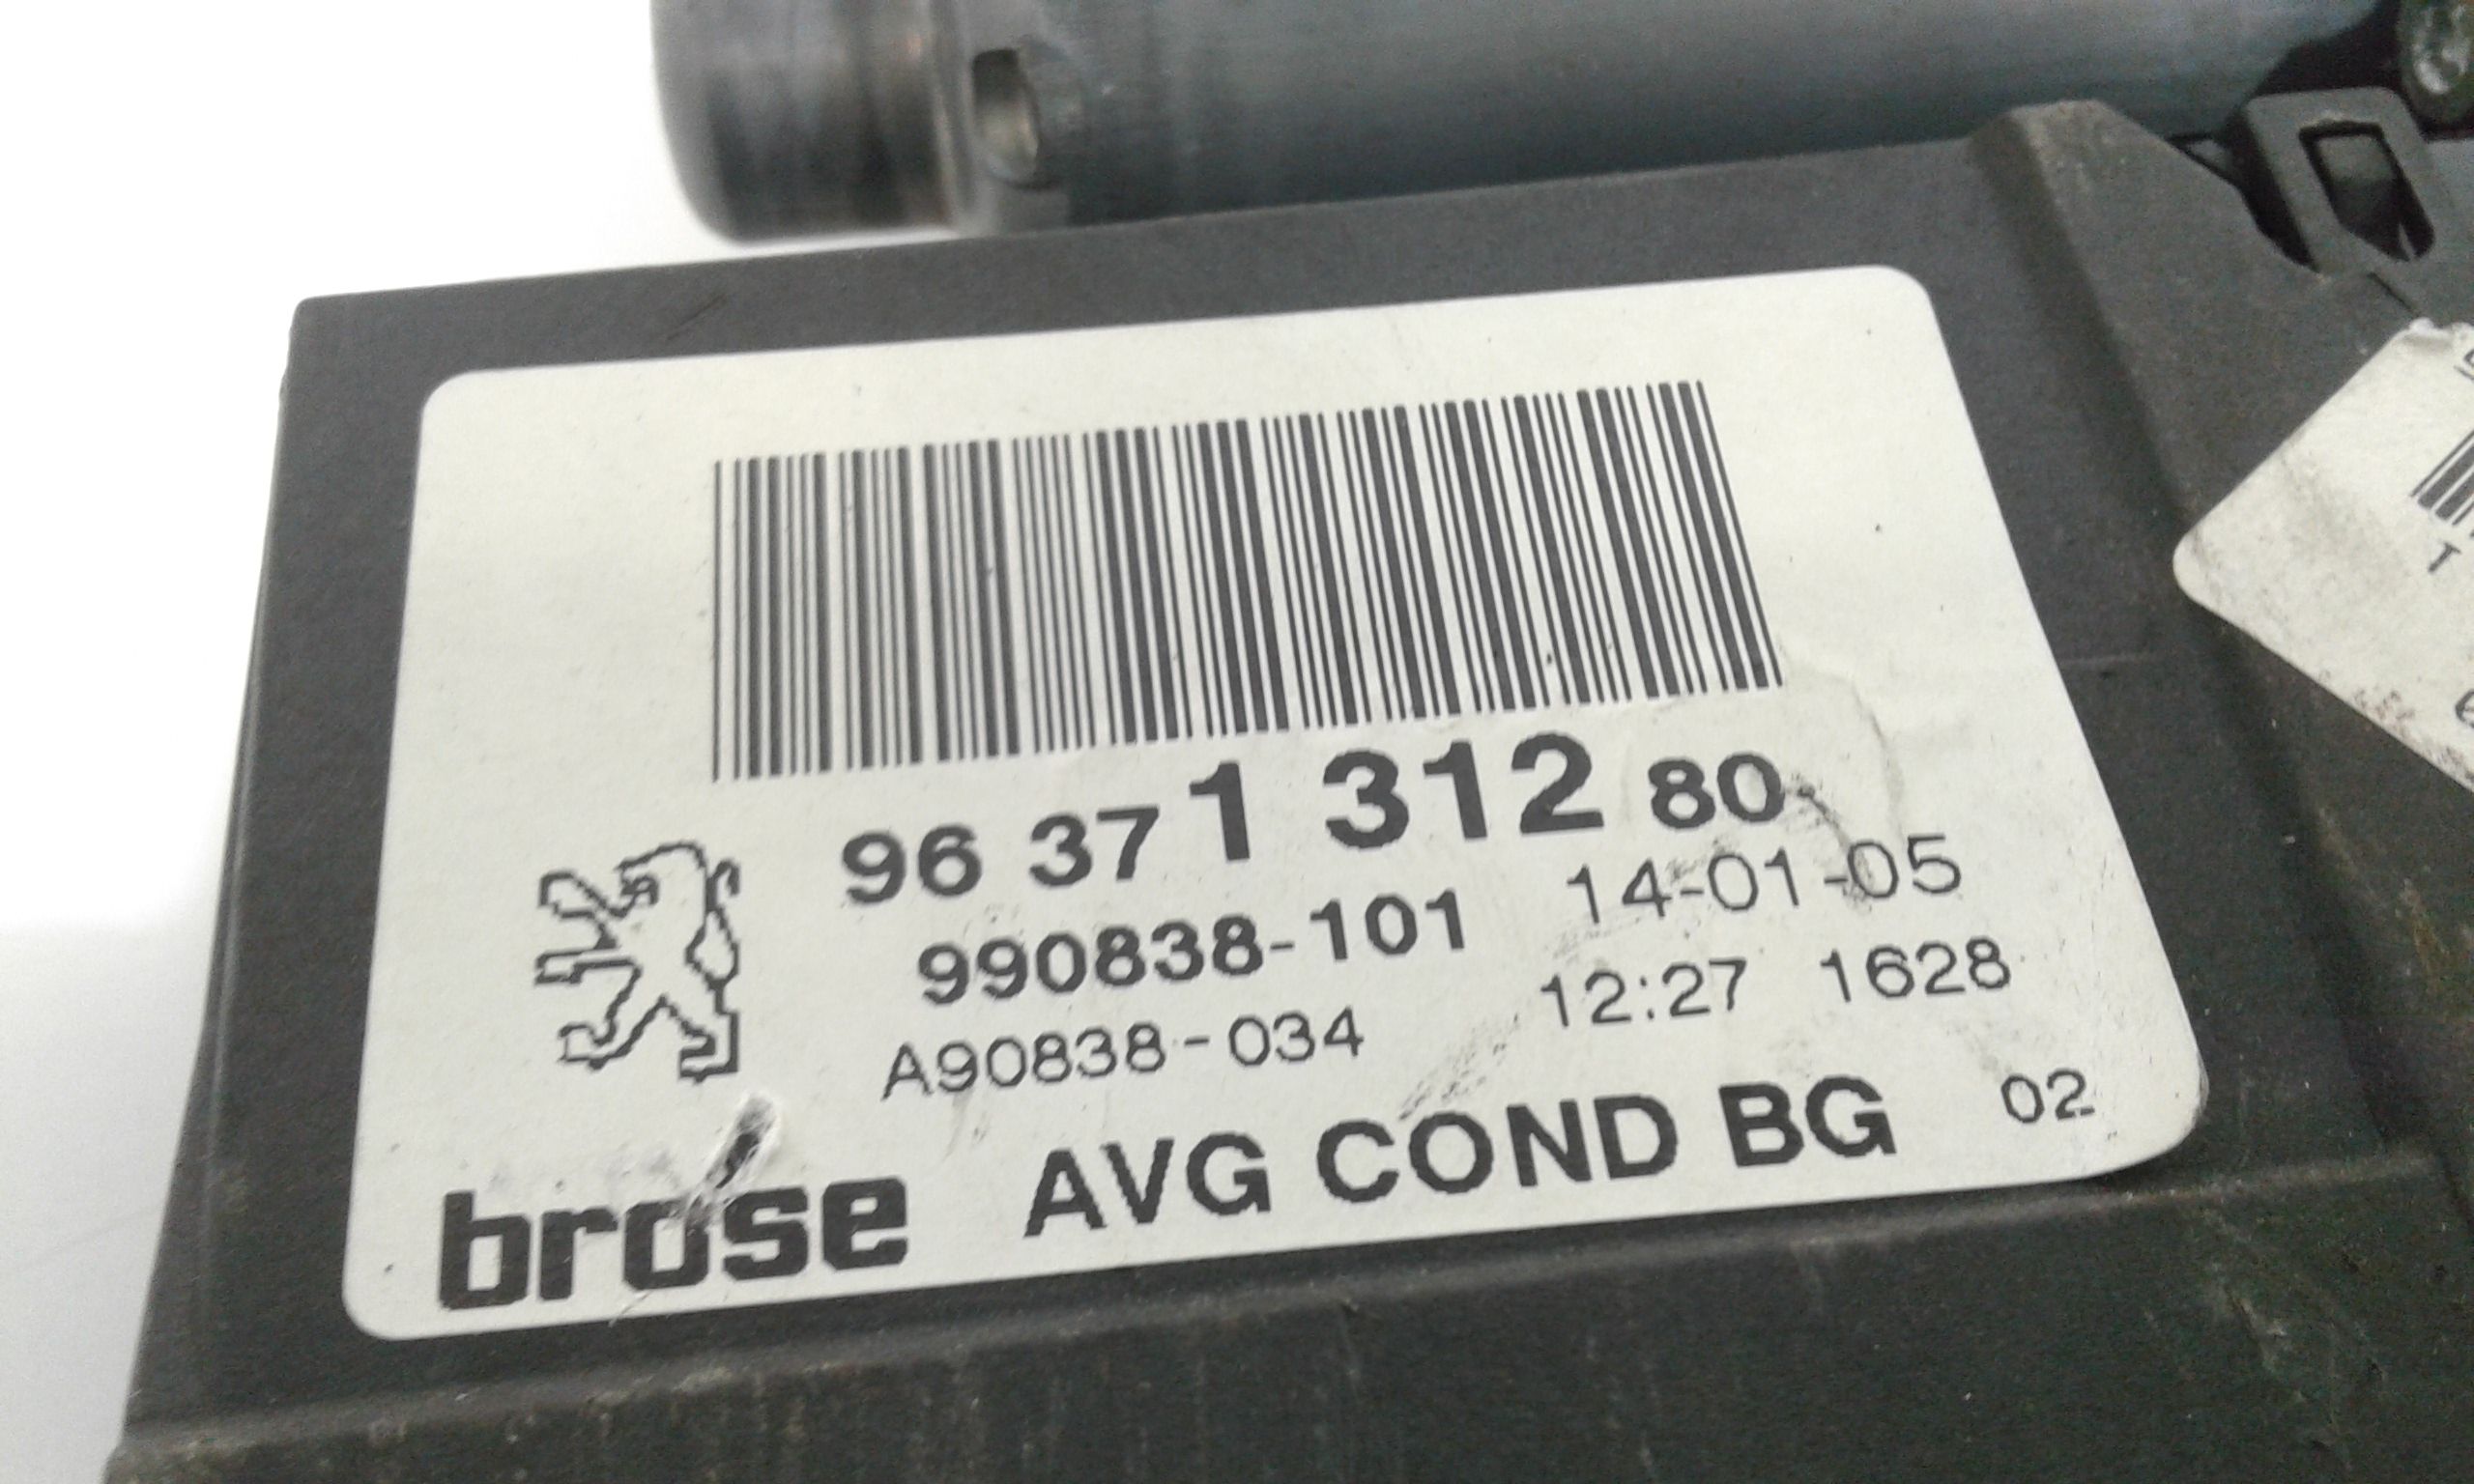 96 37 1 312 80
990838-101 14-01-05
A90838-034 12:27 1628
brose AVG COND BG 02
T